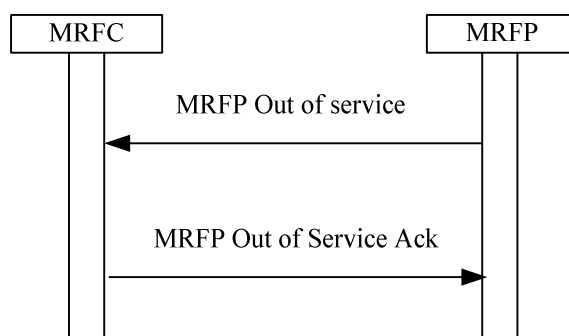 MRFC
MRFP
MRFP Out of service
MRFP Out of Service Ack